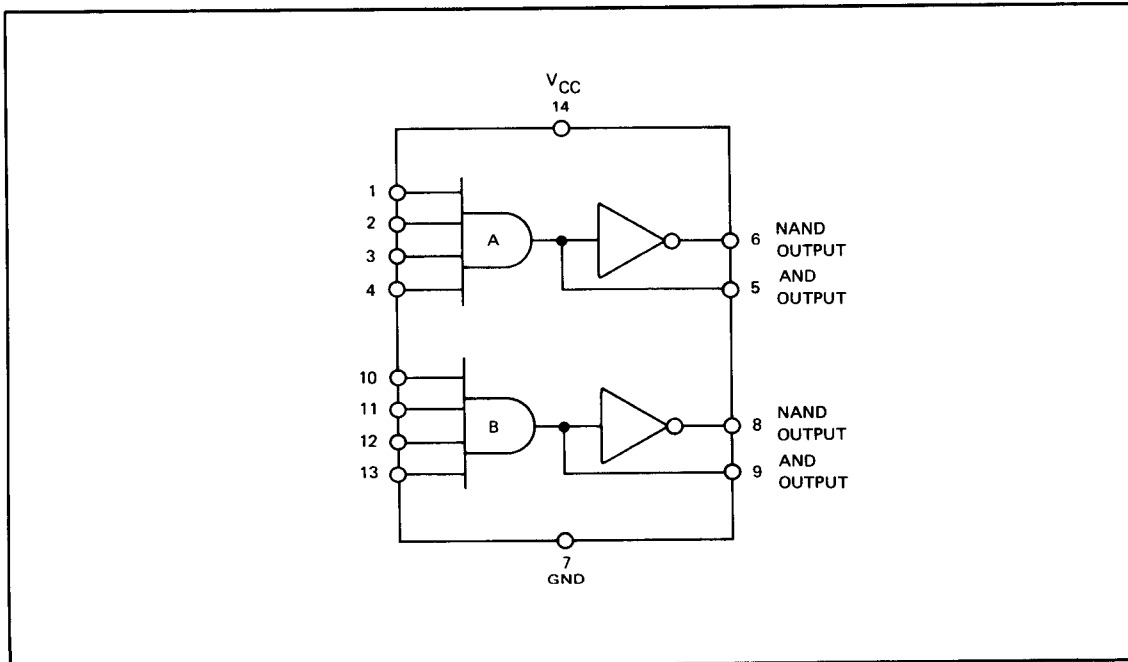 VCC
14
1
2
3
4
A
6 NAND
OUTPUT
5 AND
OUTPUT
10
11
12
13
B
8 NAND
OUTPUT
9 AND
OUTPUT
7
GND